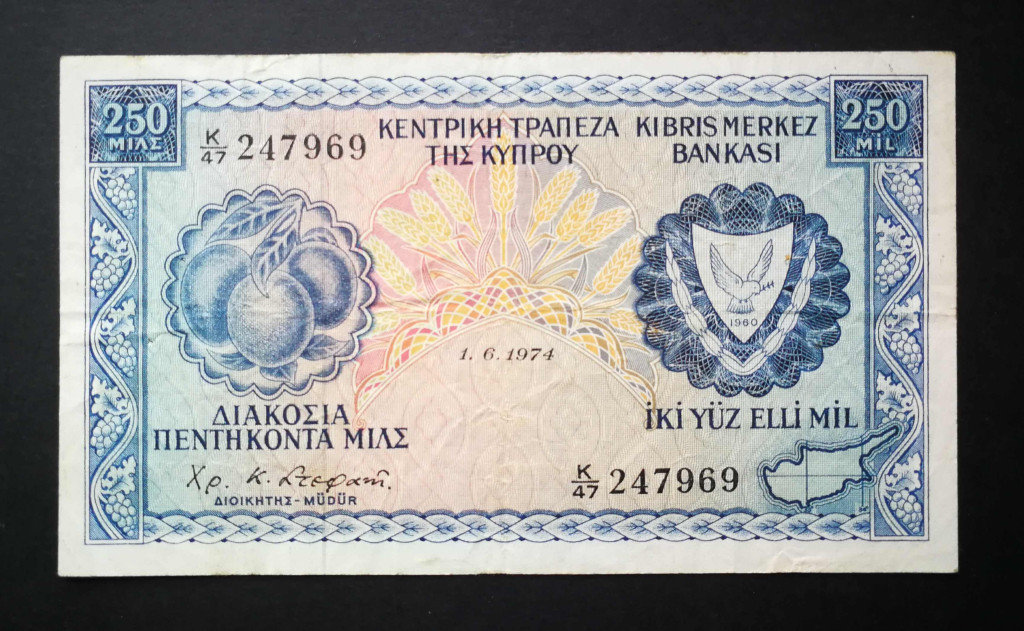 250
ΜΙΛΣ
K/47 247969
ΚΕΝΤΡΙΚΗ ΤΡΑΠΕΖΑ
ΤΗΣ ΚΥΠΡΟΥ
KIBRIS MERKEZ
BANKASI
250
MIL
1960
1.6.1974
ΔΙΑΚΟΣΙΑ
ΠΕΝΤΗΚΟΝΤΑ ΜΙΛΣ
İKİ YÜZ ELLİ MİL
Χρ. Κ. Στεφανη.
ΔΙΟΙΚΗΤΗΣ - MÜDÜR
K/47 247969